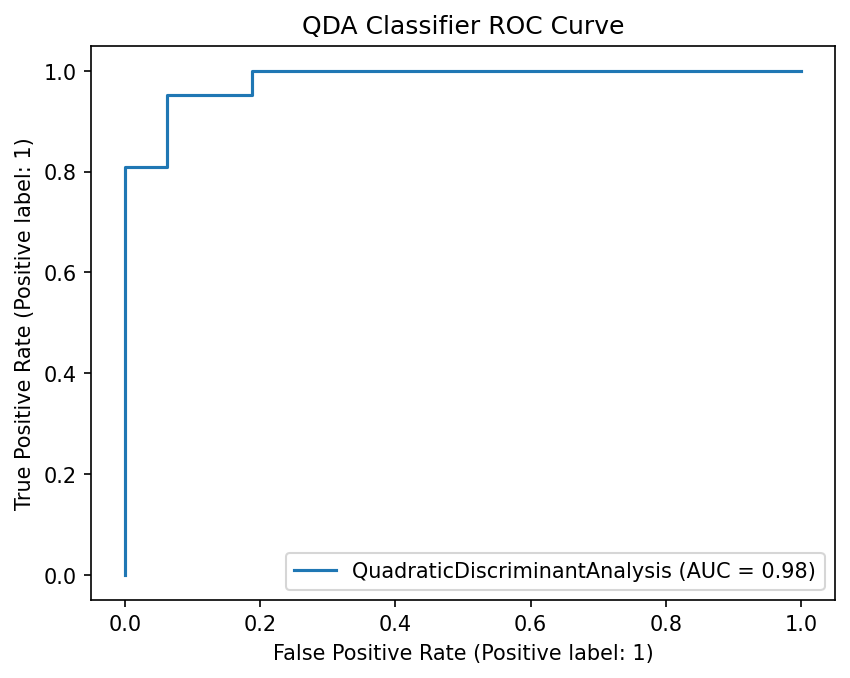 QDA Classifier ROC Curve
True Positive Rate (Positive label: 1)
1.0
0.8
0.6
0.4
0.2
0.0
QuadraticDiscriminantAnalysis (AUC = 0.98)
0.0 0.2 0.4 0.6 0.8 1.0
False Positive Rate (Positive label: 1)